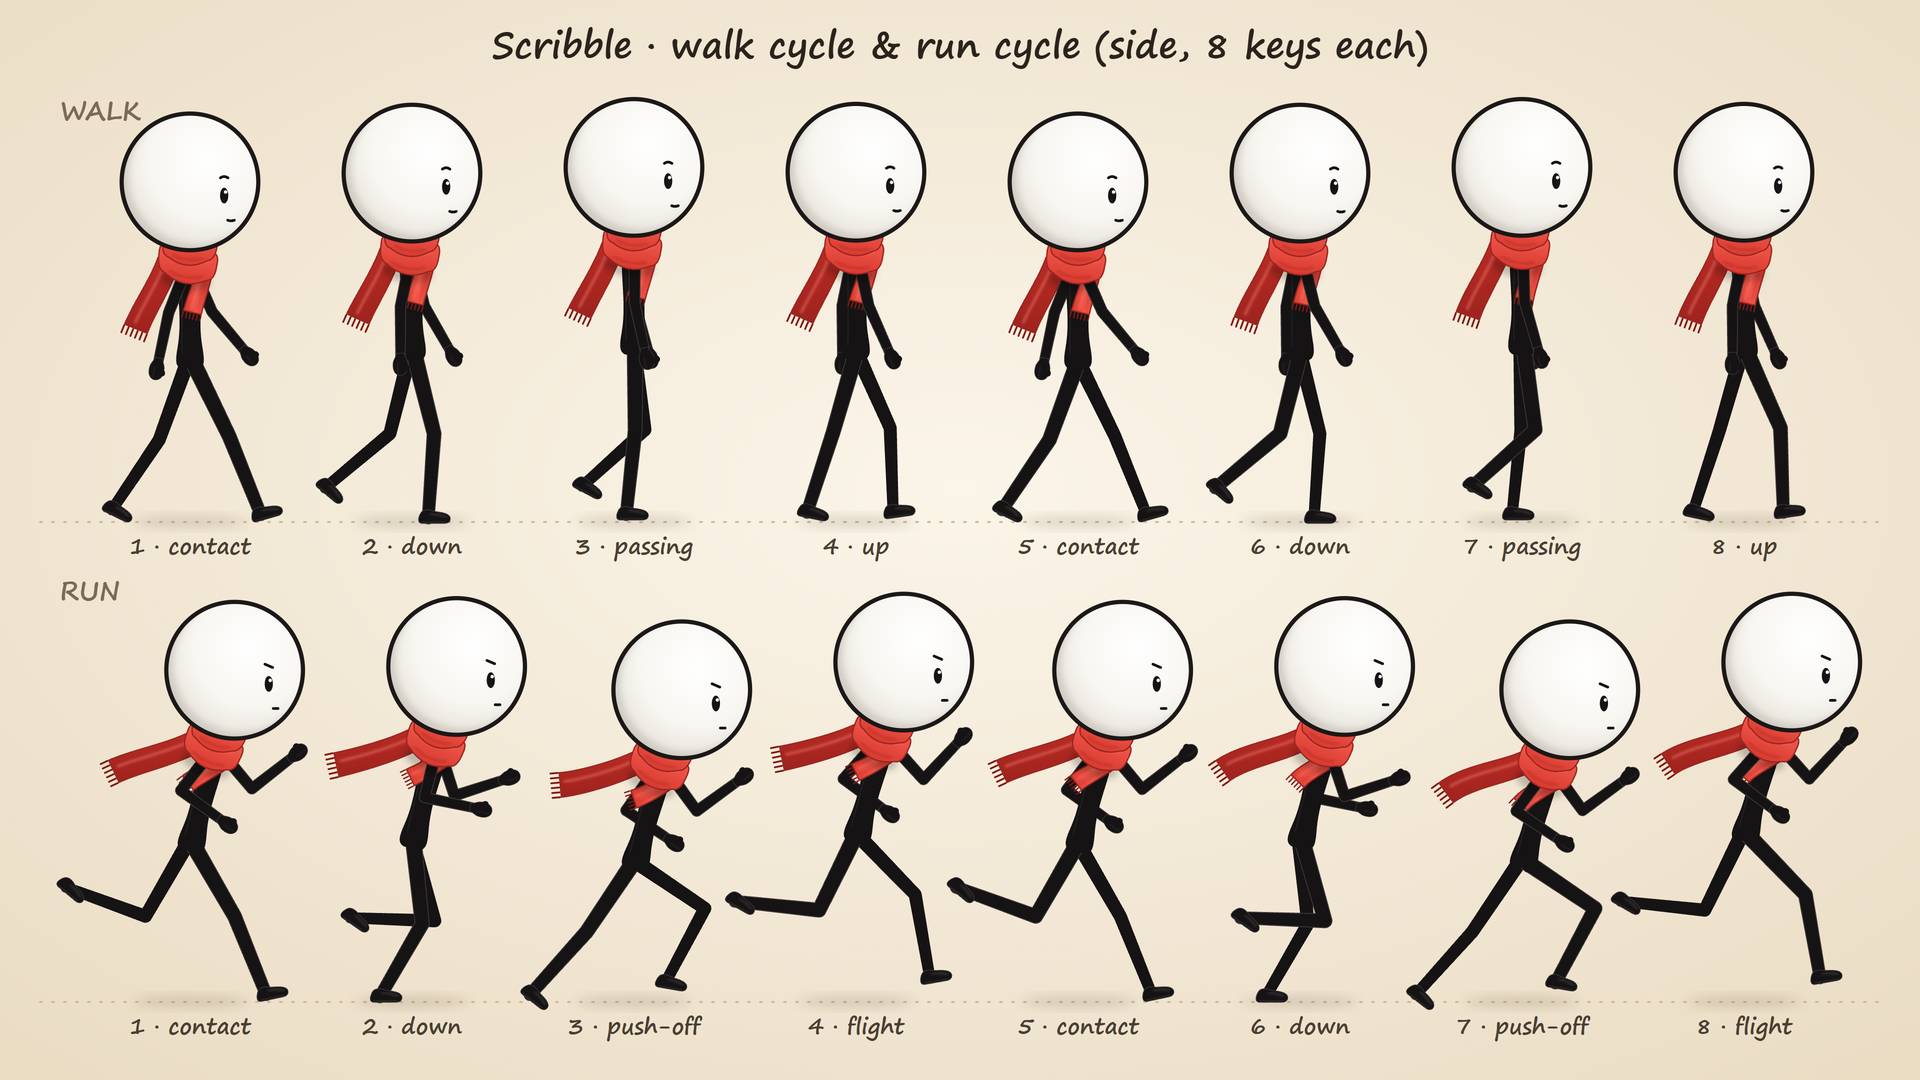 Scribble · walk cycle & run cycle (side, 8 keys each)
WALK
1 · contact
2 · down
3 · passing
4 · up
5 · contact
6 · down
7 · passing
8 · up
RUN
1 · contact
2 · down
3 · push-off
4 · flight
5 · contact
6 · down
7 · push-off
8 · flight